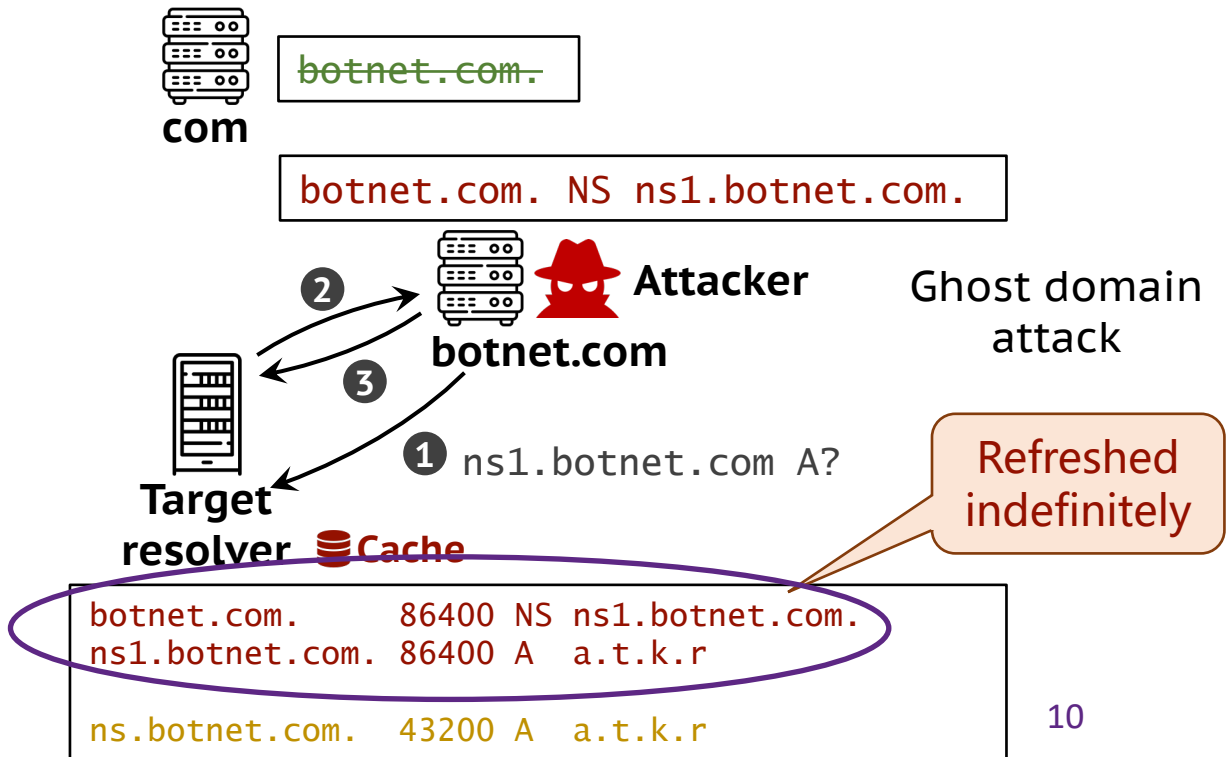 botnet.com.
com
botnet.com. NS ns1.botnet.com.
2
Attacker
Ghost domain
attack
botnet.com
3
1 ns1.botnet.com A?
Refreshed
indefinitely
Target
resolver Cache
botnet.com. 86400 NS ns1.botnet.com.
ns1.botnet.com. 86400 A a.t.k.r
ns.botnet.com. 43200 A a.t.k.r
10